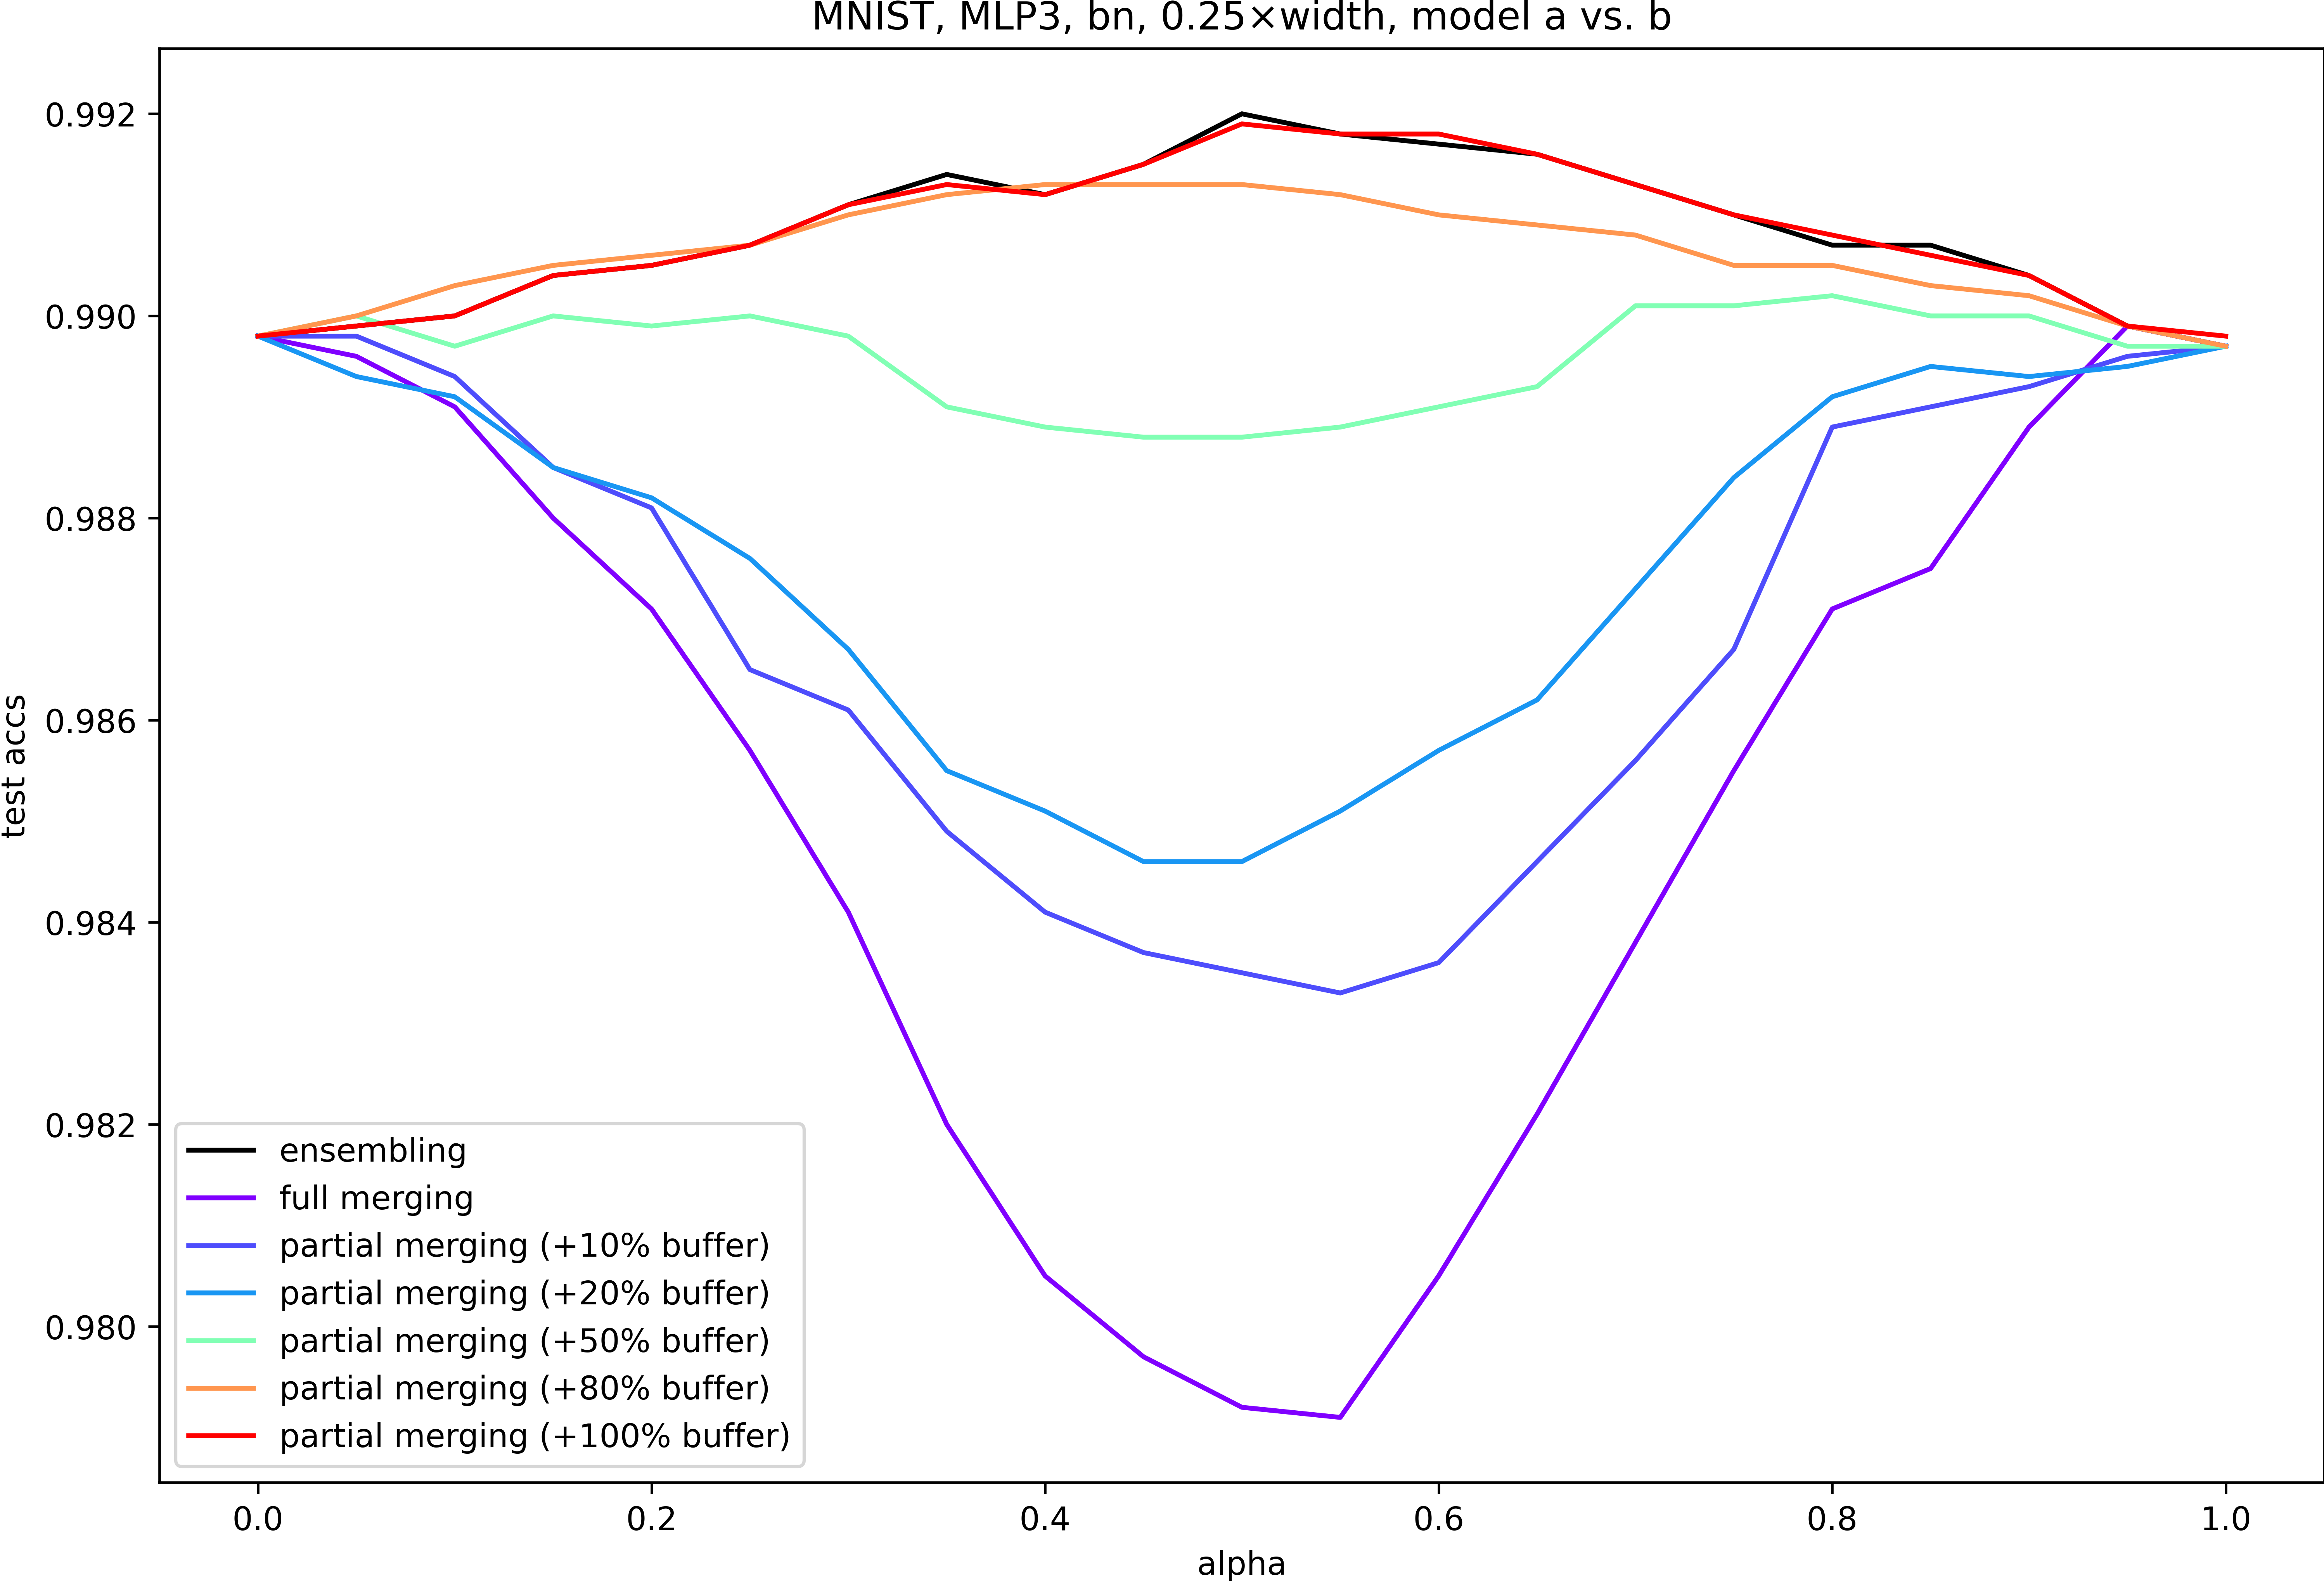 MNIST, MLP3, bn, 0.25×width, model a vs. b
0.992
0.990
0.988
0.986
0.984
0.982
0.980
test accs
ensembling
full merging
partial merging (+10% buffer)
partial merging (+20% buffer)
partial merging (+50% buffer)
partial merging (+80% buffer)
partial merging (+100% buffer)
0.0 0.2 0.4 0.6 0.8 1.0
alpha